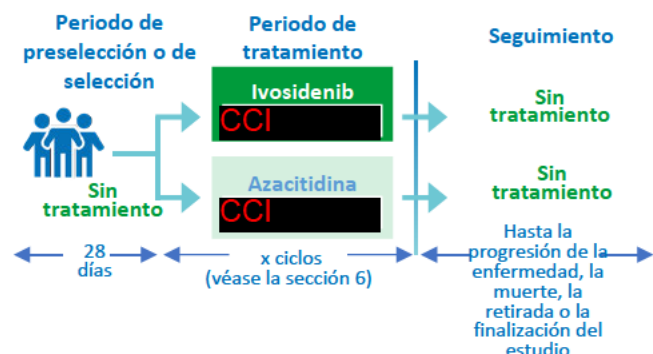 Periodo de
preselección o de
selección
Periodo de
tratamiento
Seguimiento
Ivosidenib
CCI
Sin
tratamiento
Azacitidina
CCI
Sin
tratamiento
Sin
tratamiento
28
días
x ciclos
(véase la sección 6)
Hasta la
progresión de la
enfermedad, la
muerte, la
retirada o la
finalización del
estudio